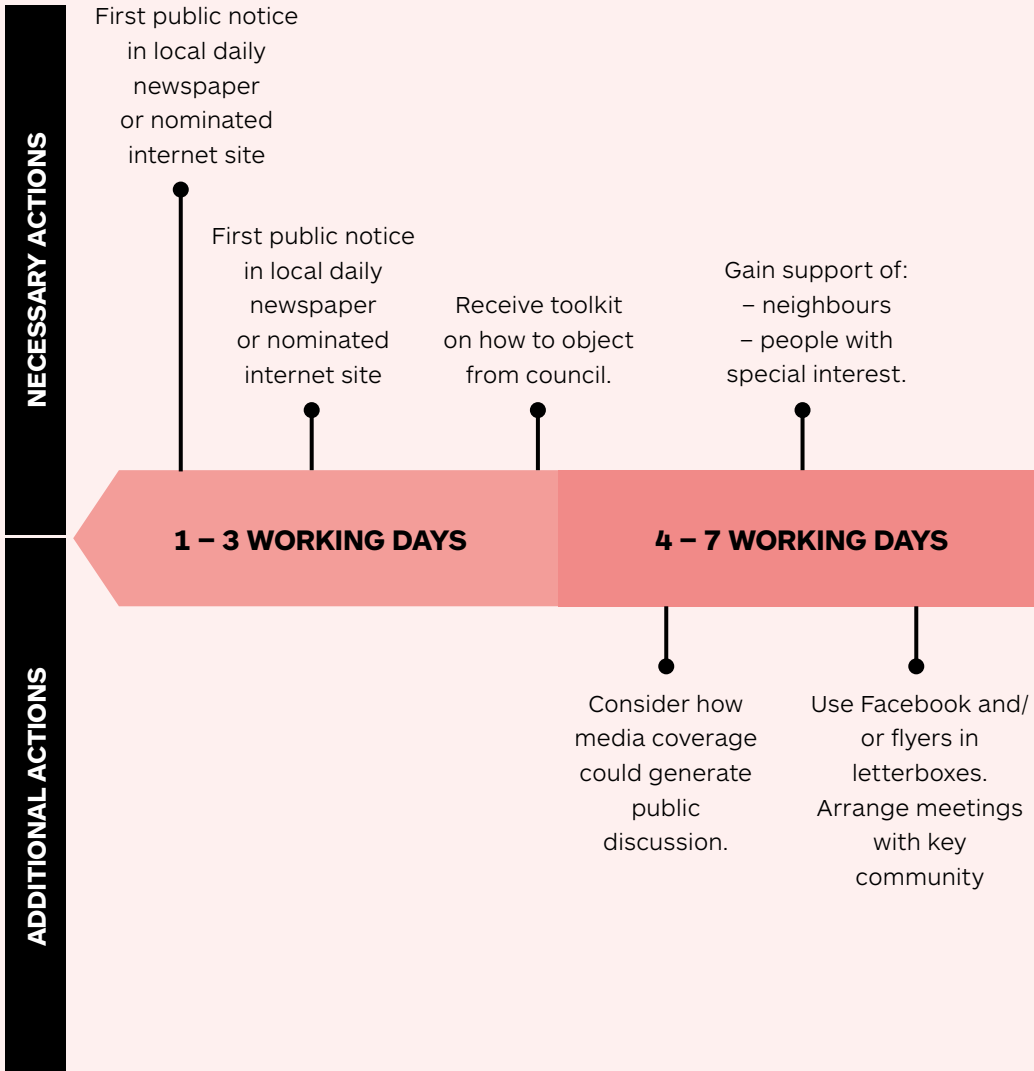 NECESSARY ACTIONS
First public notice
in local daily
newspaper
or nominated
internet site
First public notice
in local daily
newspaper
or nominated
internet site
Receive toolkit
on how to object
from council.
Gain support of:
– neighbours
– people with
special interest.
1 – 3 WORKING DAYS
4 – 7 WORKING DAYS
ADDITIONAL ACTIONS
Consider how
media coverage
could generate
public
discussion.
Use Facebook and/
or flyers in
letterboxes.
Arrange meetings
with key
community